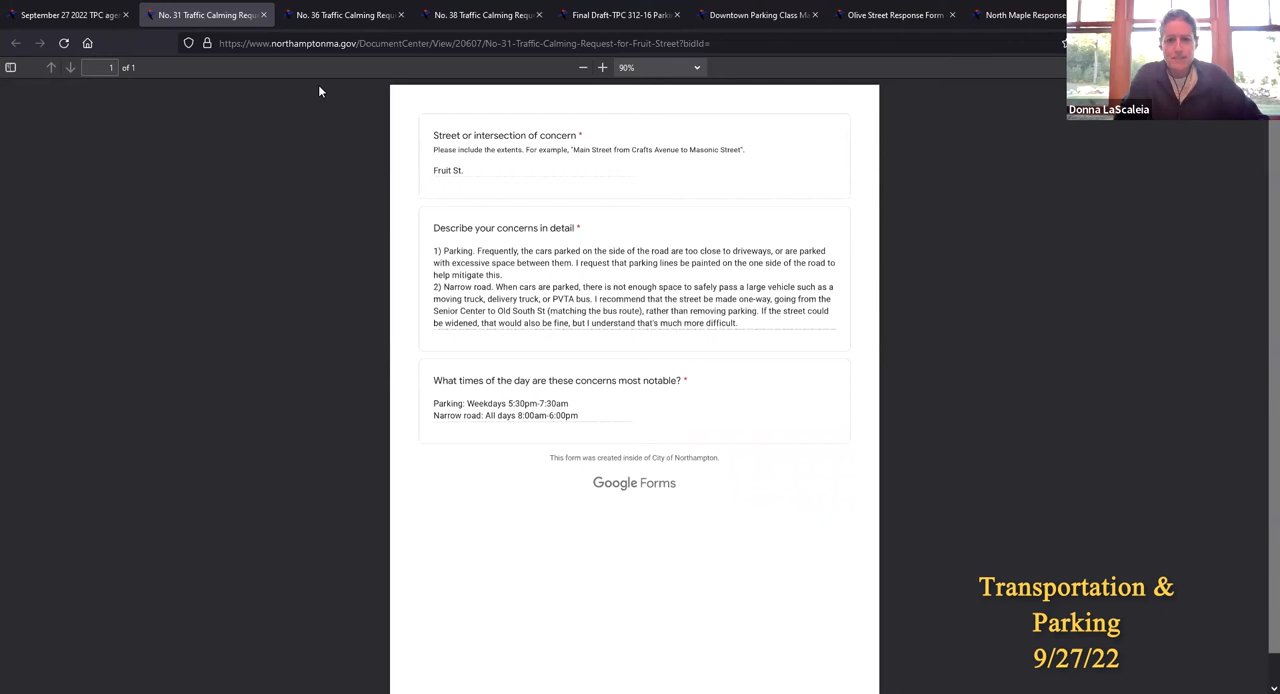 September 27 2022 TPC age
No. 31 Traffic Calming Requ
No. 36 Traffic Calming Requ
No. 38 Traffic Calming Requ
Final Draft-TPC 312-16 Park
Downtown Parking Class Ma
Olive Street Response Form
North Maple Response
https://www.northamptonma.gov/DocumentCenter/View/20607/No-31-Traffic-Calming-Request-for-Fruit-Street?bidId=
1 of 1
90%
Donna LaScaleia
Street or intersection of concern *
Please include the extents. For example, "Main Street from Crafts Avenue to Masonic Street".
Fruit St.
Describe your concerns in detail *
1) Parking. Frequently, the cars parked on the side of the road are too close to driveways, or are parked
with excessive space between them. I request that parking lines be painted on the one side of the road to
help mitigate this.
2) Narrow road. When cars are parked, there is not enough space to safely pass a large vehicle such as a
moving truck, delivery truck, or PVTA bus. I recommend that the street be made one-way, going from the
Senior Center to Old South St (matching the bus route), rather than removing parking. If the street could
be widened, that would also be fine, but I understand that's much more difficult.
What times of the day are these concerns most notable? *
Parking: Weekdays 5:30pm-7:30am
Narrow road: All days 8:00am-6:00pm
This form was created inside of City of Northampton.
Google Forms
Transportation &
Parking
9/27/22